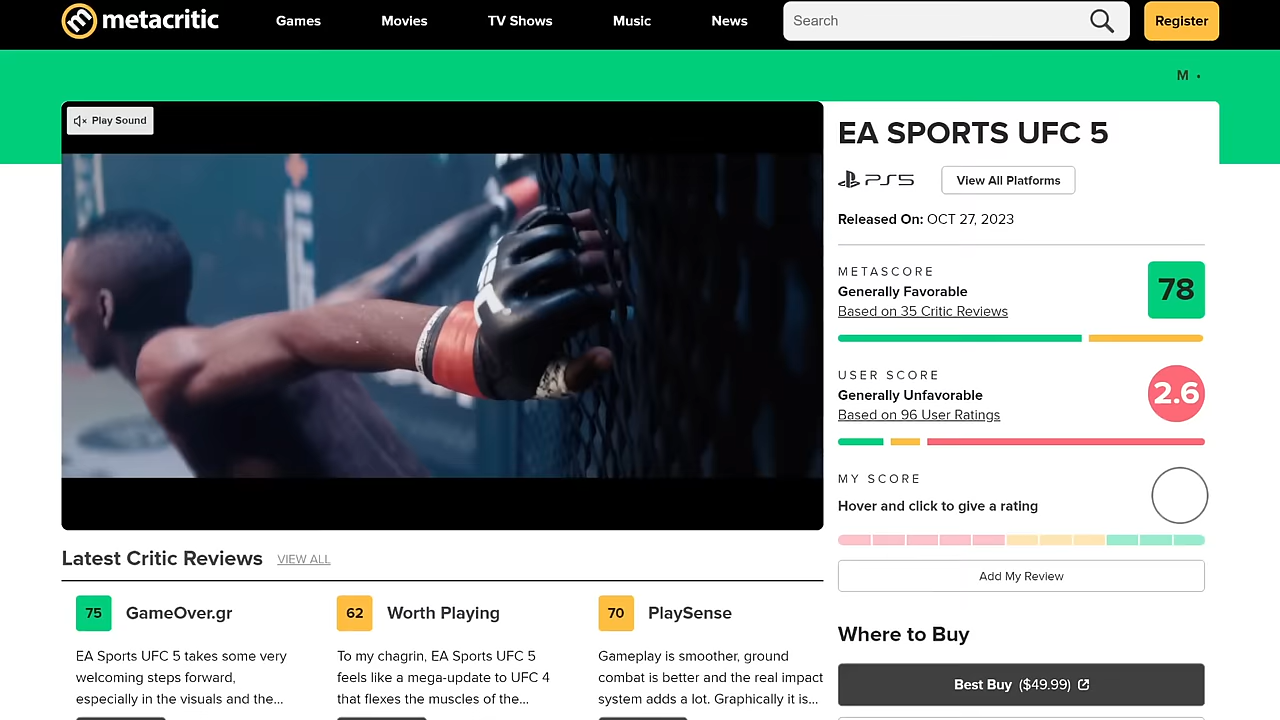 metacritic
Games
Movies
TV Shows
Music
News
Search
Register
M ·
Play Sound
EA SPORTS UFC 5
PS5
View All Platforms
Released On: OCT 27, 2023
METASCORE
Generally Favorable
Based on 35 Critic Reviews
78
USER SCORE
Generally Unfavorable
Based on 96 User Ratings
2.6
MY SCORE
Hover and click to give a rating
Add My Review
Where to Buy
Best Buy ($49.99)
Latest Critic Reviews VIEW ALL
75 GameOver.gr
EA Sports UFC 5 takes some very
welcoming steps forward,
especially in the visuals and the...
62 Worth Playing
To my chagrin, EA Sports UFC 5
feels like a mega-update to UFC 4
that flexes the muscles of the...
70 PlaySense
Gameplay is smoother, ground
combat is better and the real impact
system adds a lot. Graphically it is...